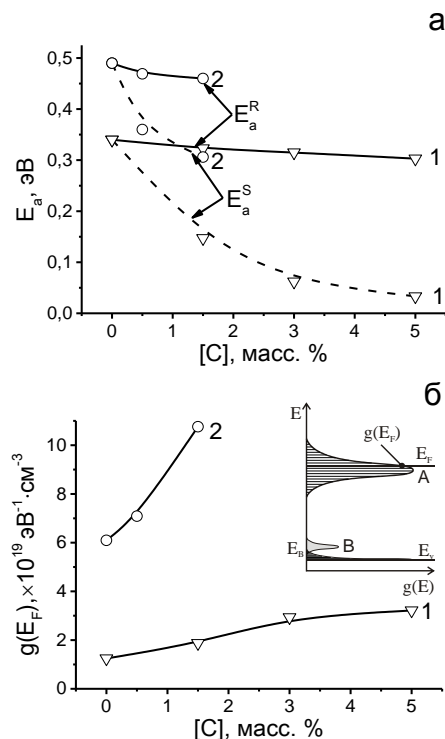 а
0,5
0,4
0,3
0,2
0,1
0,0
E_a, эВ
2
E_a^R
1
2
E_a^S
1
0 1 2 3 4 5
[C], масс. %
б
10
8
6
4
2
0
g(E_F), ×10^19 эВ^-1·см^-3
2
1
E
g(E_F)
E_F
A
E_B
B
E_v
g(E)
0 1 2 3 4 5
[C], масс. %